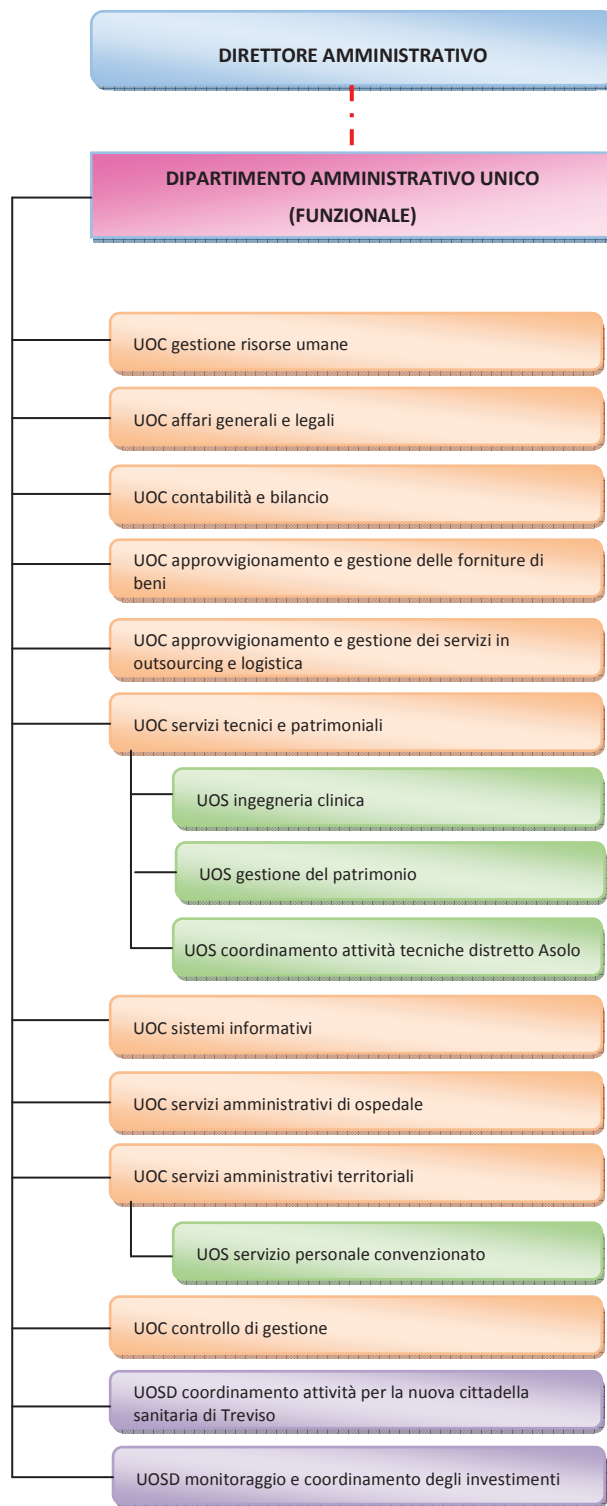 DIRETTORE AMMINISTRATIVO
DIPARTIMENTO AMMINISTRATIVO UNICO
(FUNZIONALE)
UOC gestione risorse umane
UOC affari generali e legali
UOC contabilità e bilancio
UOC approvvigionamento e gestione delle forniture di
beni
UOC approvvigionamento e gestione dei servizi in
outsourcing e logistica
UOC servizi tecnici e patrimoniali
UOS ingegneria clinica
UOS gestione del patrimonio
UOS coordinamento attività tecniche distretto Asolo
UOC sistemi informativi
UOC servizi amministrativi di ospedale
UOC servizi amministrativi territoriali
UOS servizio personale convenzionato
UOC controllo di gestione
UOSD coordinamento attività per la nuova cittadella
sanitaria di Treviso
UOSD monitoraggio e coordinamento degli investimenti